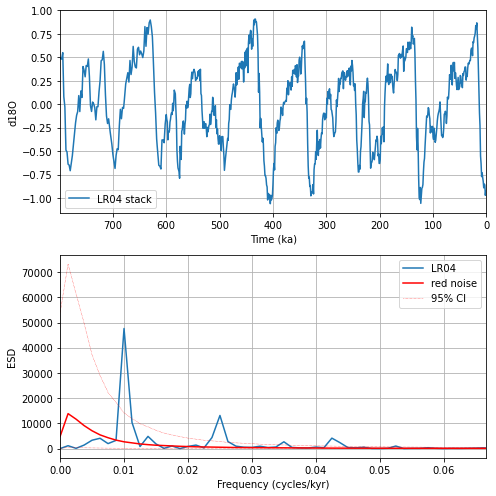 1.00
0.75
0.50
0.25
0.00
−0.25
−0.50
−0.75
−1.00
d18O
LR04 stack
700 600 500 400 300 200 100 0
Time (ka)
70000
60000
50000
40000
30000
20000
10000
0
ESD
LR04
red noise
95% CI
0.00 0.01 0.02 0.03 0.04 0.05 0.06
Frequency (cycles/kyr)